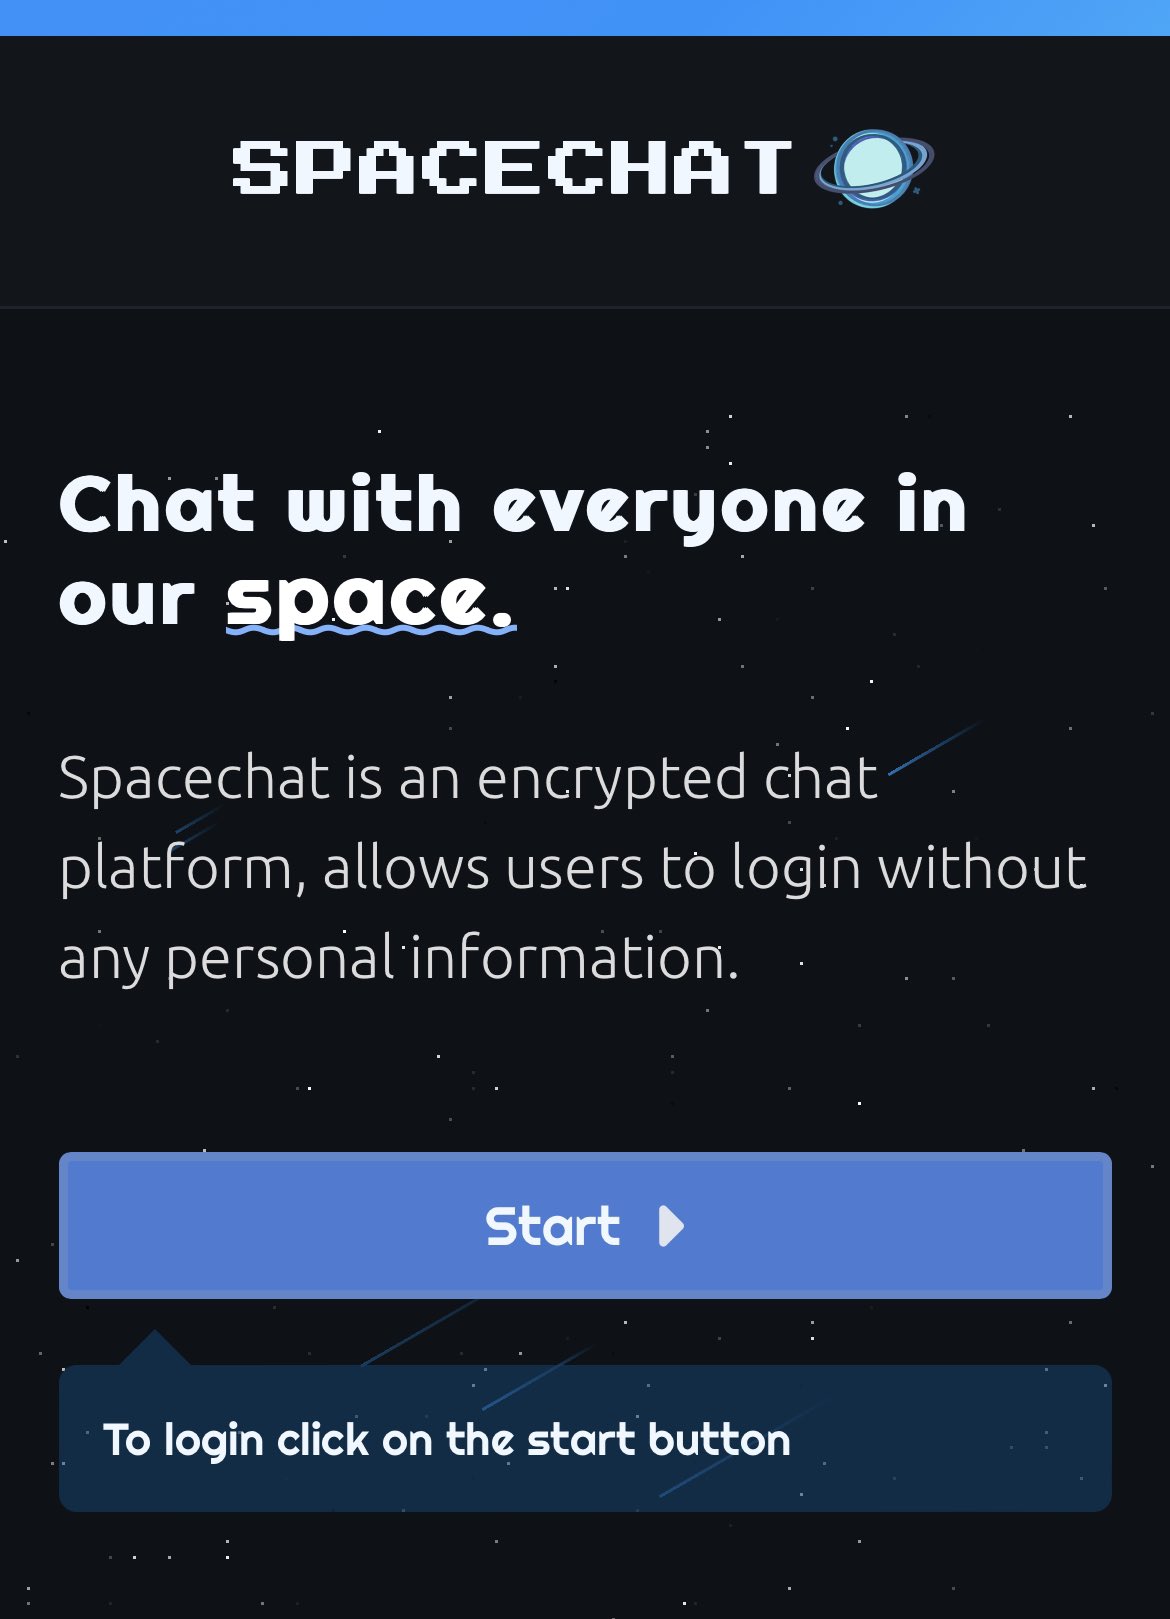 SPACECHAT
Chat with everyone in
our space.
Spacechat is an encrypted chat
platform, allows users to login without
any personal information.
Start
To login click on the start button